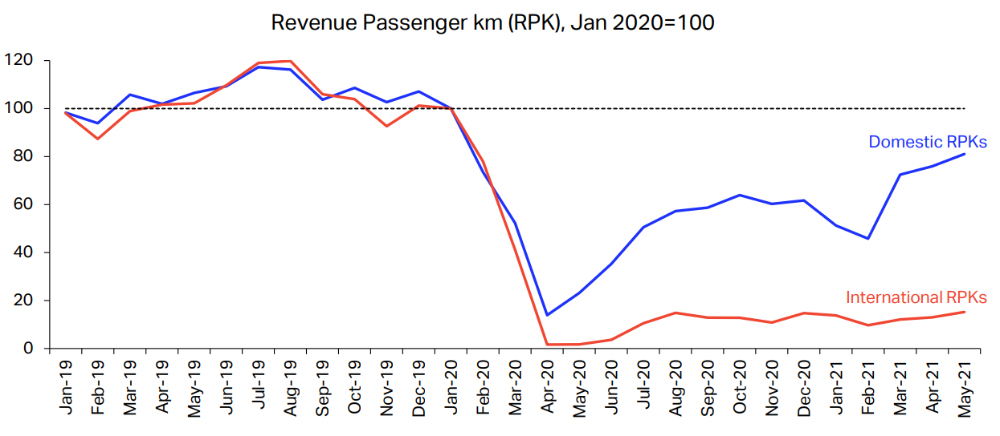 Revenue Passenger km (RPK), Jan 2020=100
120
100
80
60
40
20
0
Domestic RPKs
International RPKs
Jan-19
Feb-19
Mar-19
Apr-19
May-19
Jun-19
Jul-19
Aug-19
Sep-19
Oct-19
Nov-19
Dec-19
Jan-20
Feb-20
Mar-20
Apr-20
May-20
Jun-20
Jul-20
Aug-20
Sep-20
Oct-20
Nov-20
Dec-20
Jan-21
Feb-21
Mar-21
Apr-21
May-21